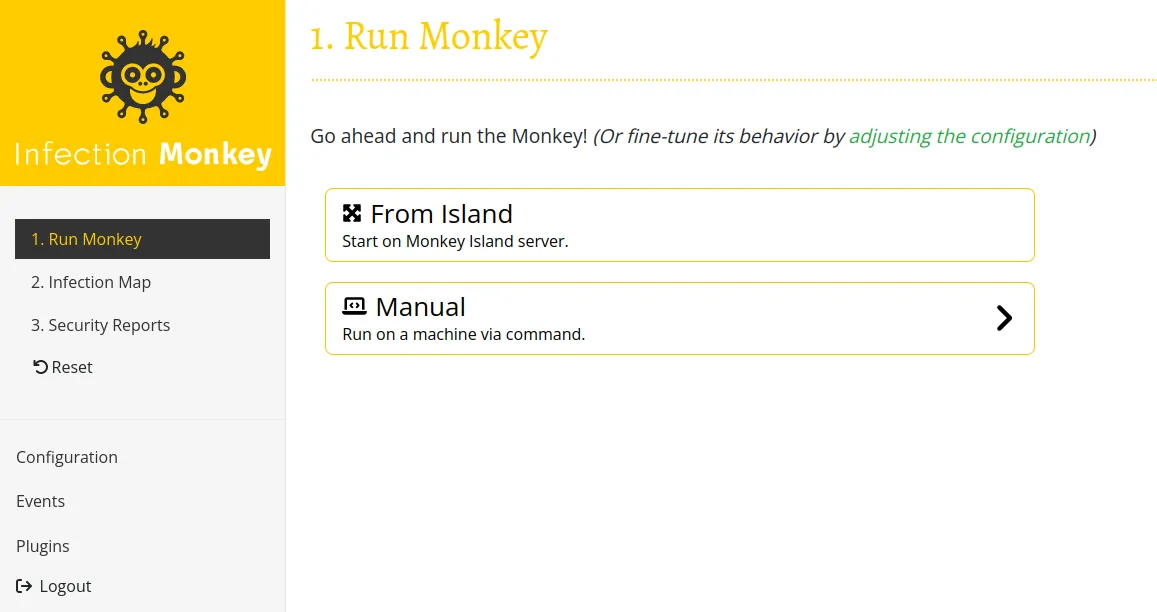 Infection Monkey
1. Run Monkey
2. Infection Map
3. Security Reports
Reset
Configuration
Events
Plugins
Logout
1. Run Monkey
Go ahead and run the Monkey! (Or fine-tune its behavior by adjusting the configuration)
From Island
Start on Monkey Island server.
Manual
Run on a machine via command.